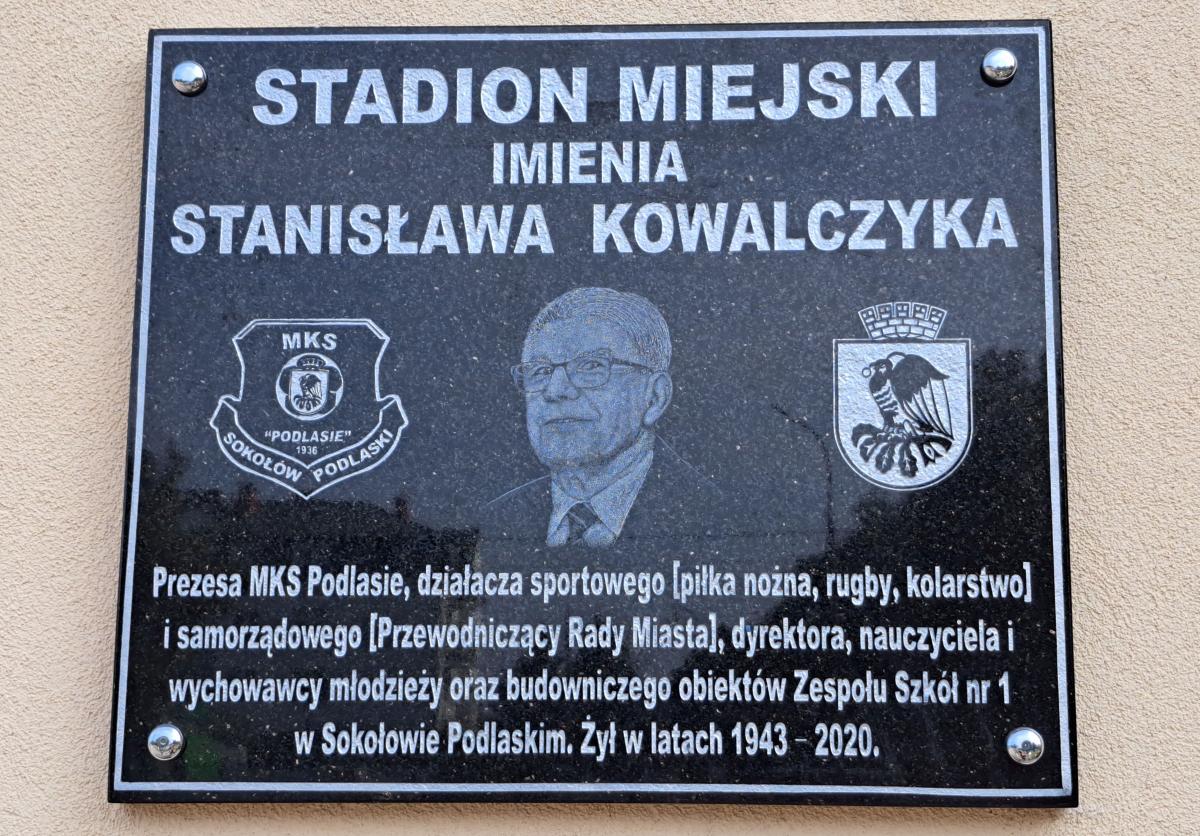 STADION MIEJSKI
IMIENIA
STANISŁAWA KOWALCZYKA
MKS
"PODLASIE"
1936
SOKOŁÓW PODLASKI
Prezesa MKS Podlasie, działacza sportowego [piłka nożna, rugby, kolarstwo]
i samorządowego [Przewodniczący Rady Miasta], dyrektora, nauczyciela i
wychowawcy młodzieży oraz budowniczego obiektów Zespołu Szkół nr 1
w Sokołowie Podlaskim. Żył w latach 1943 - 2020.